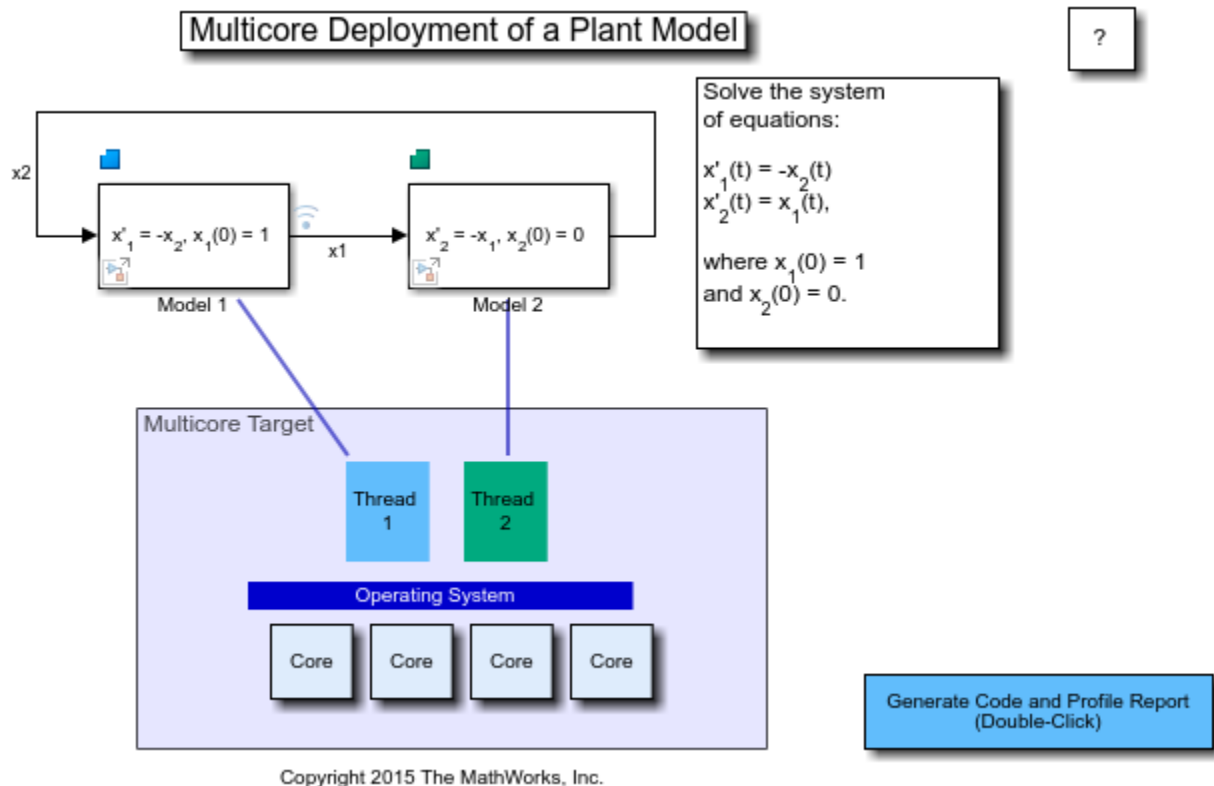 Multicore Deployment of a Plant Model
?
Solve the system
of equations:
x'₁(t) = -x₂(t)
x'₂(t) = x₁(t),
where x₁(0) = 1
and x₂(0) = 0.
x2
x'₁ = -x₂, x₁(0) = 1
x1
x'₂ = -x₁, x₂(0) = 0
Model 1
Model 2
Multicore Target
Thread
1
Thread
2
Operating System
Core
Core
Core
Core
Generate Code and Profile Report
(Double-Click)
Copyright 2015 The MathWorks, Inc.